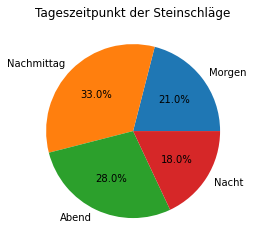 Tageszeitpunkt der Steinschläge
Nachmittag
Morgen
33.0%
21.0%
28.0%
18.0%
Abend
Nacht